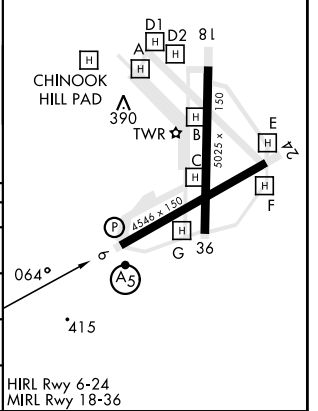 D1
D2
18
H
H
A
H
H
CHINOOK
HILL PAD
390
150
H
B
E
TWR
H
24
C
5025 x
H
H
F
4546 x 150
P
H
G
36
6
064°
A5
415
HIRL Rwy 6-24
MIRL Rwy 18-36